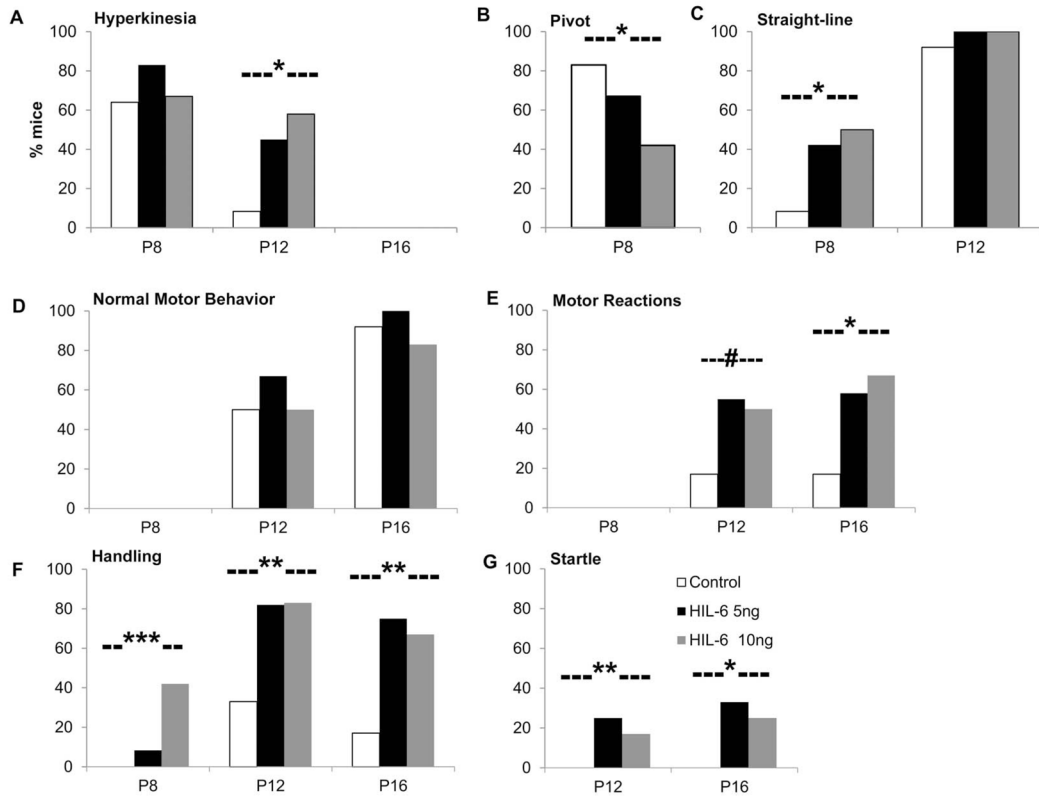 A Hyperkinesia
% mice
100
80
60
40
20
0
*
P8 P12 P16
B Pivot
100
80
60
40
20
0
*
P8
C Straight-line
100
80
60
40
20
0
*
P8 P12
D Normal Motor Behavior
100
80
60
40
20
0
P8 P12 P16
E Motor Reactions
100
80
60
40
20
0
# *
P8 P12 P16
F Handling
100
80
60
40
20
0
*** ** **
P8 P12 P16
G Startle
100
80
60
40
20
0
Control
HIL-6 5ng
HIL-6 10ng
** *
P12 P16